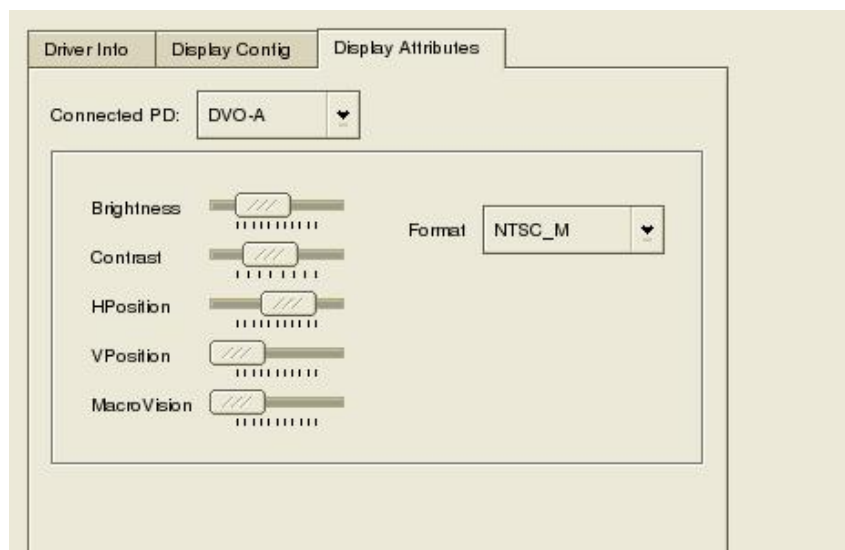 Driver Info Display Config Display Attributes
Connected PD: DVO-A
Brightness
Format NTSC_M
Contrast
HPosition
VPosition
MacroVision